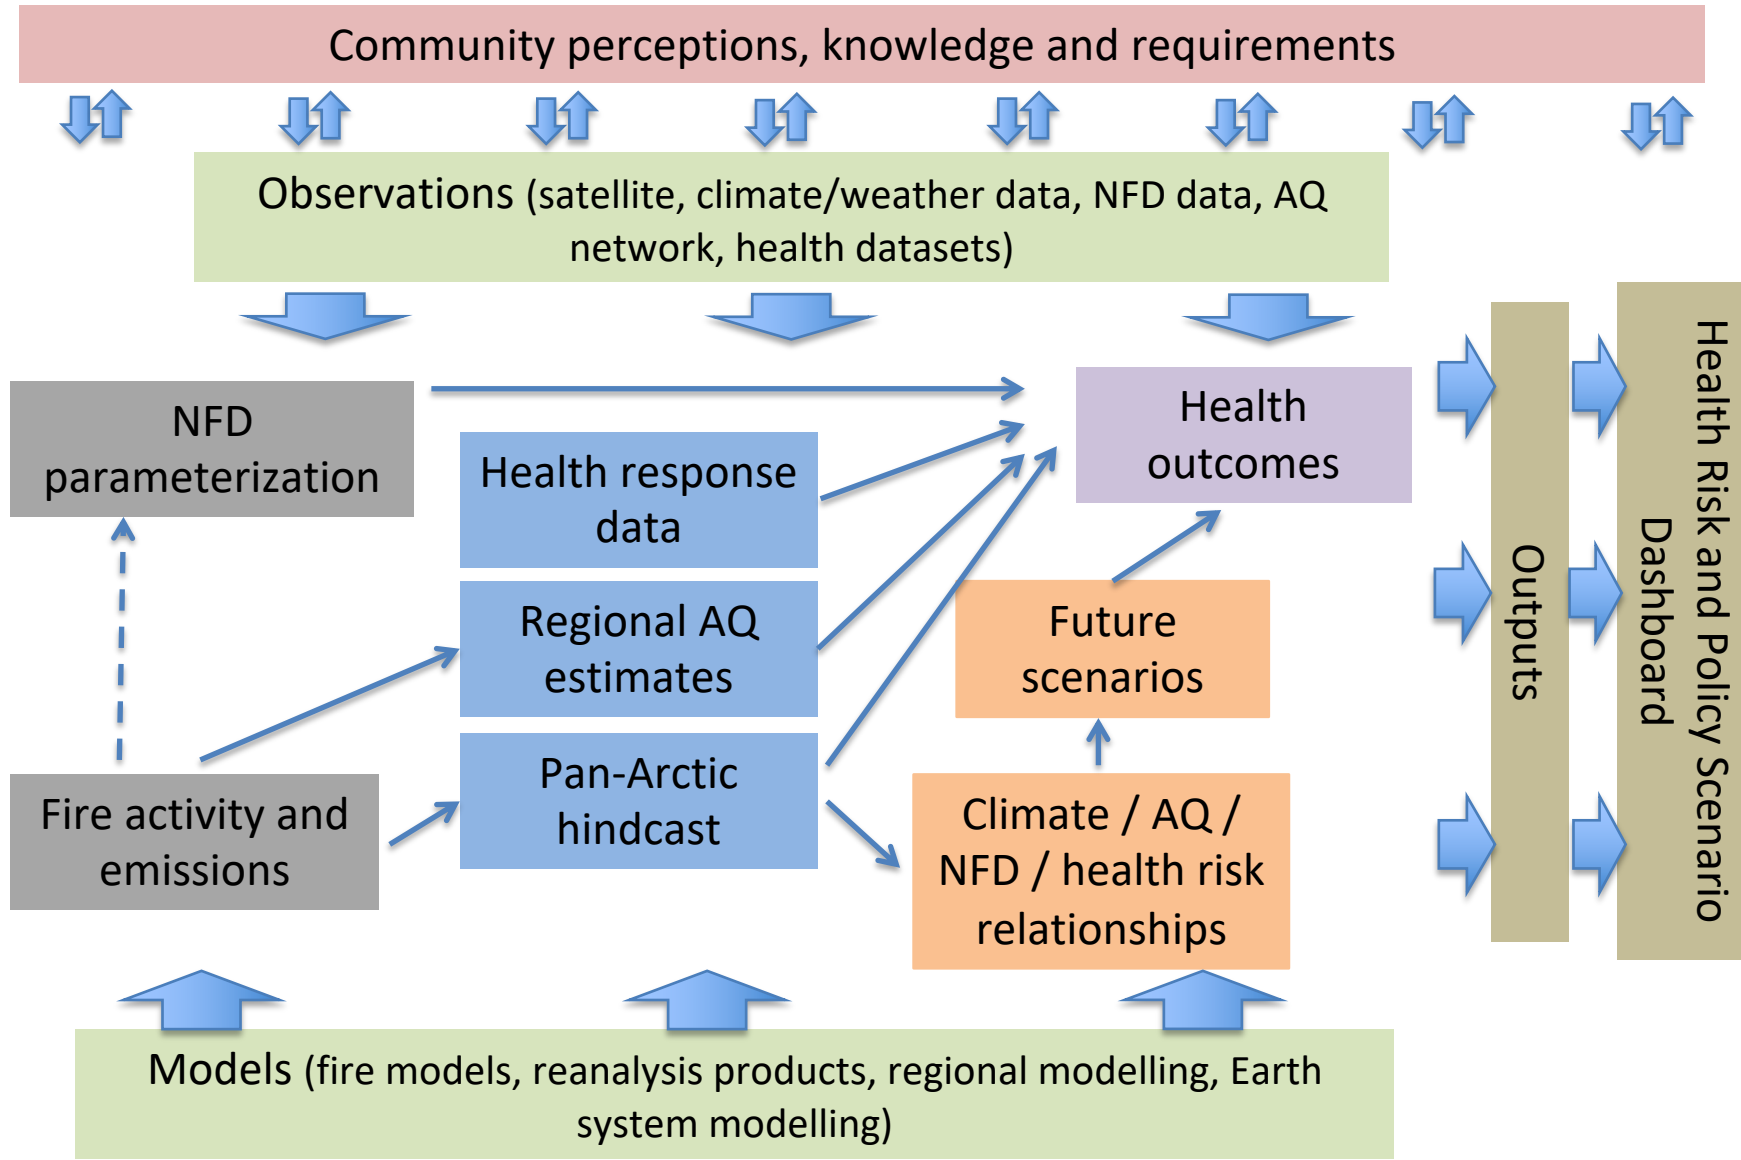 Community perceptions, knowledge and requirements
Observations (satellite, climate/weather data, NFD data, AQ
network, health datasets)
NFD
parameterization
Health response
data
Regional AQ
estimates
Pan-Arctic
hindcast
Fire activity and
emissions
Health
outcomes
Future
scenarios
Climate / AQ /
NFD / health risk
relationships
Outputs
Health Risk and Policy Scenario
Dashboard
Models (fire models, reanalysis products, regional modelling, Earth
system modelling)